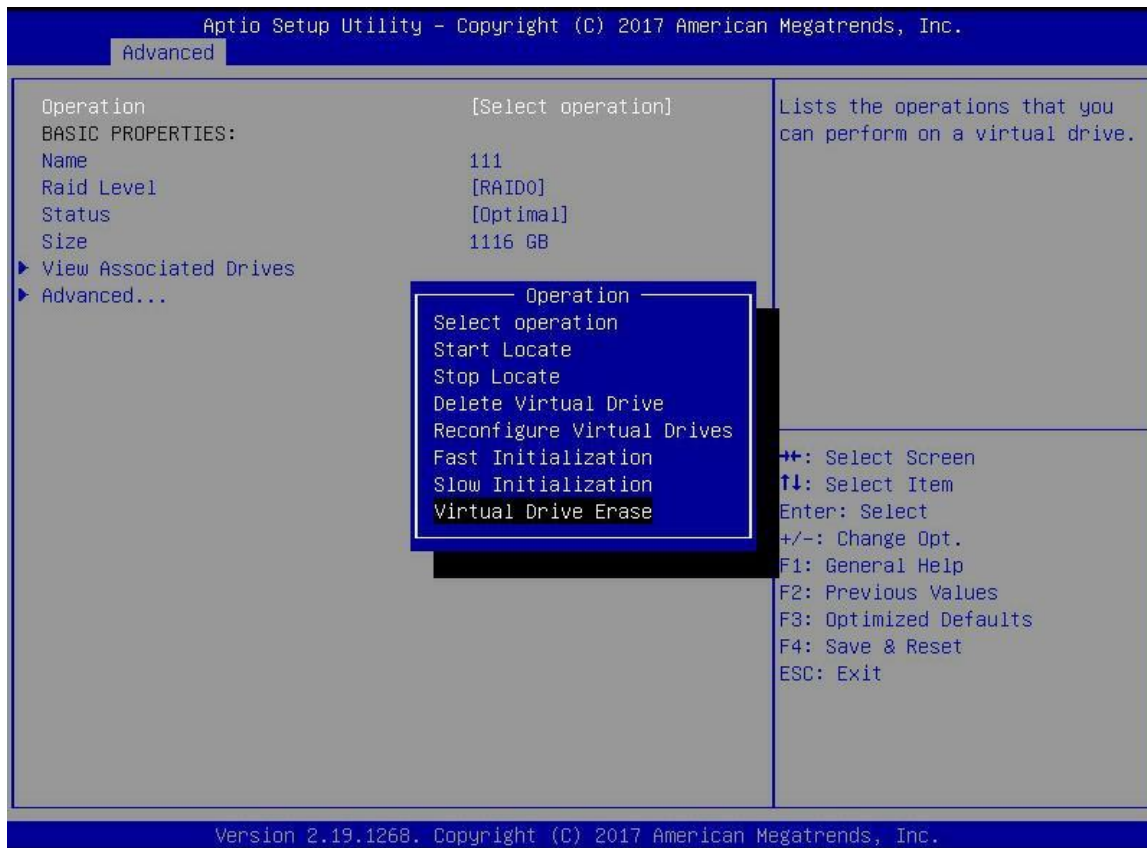 Aptio Setup Utility – Copyright (C) 2017 American Megatrends, Inc.
Advanced
Operation [Select operation]
BASIC PROPERTIES:
Name 111
Raid Level [RAID0]
Status [Optimal]
Size 1116 GB
View Associated Drives
Advanced...
Operation
Select operation
Start Locate
Stop Locate
Delete Virtual Drive
Reconfigure Virtual Drives
Fast Initialization
Slow Initialization
Virtual Drive Erase
Lists the operations that you
can perform on a virtual drive.
→←: Select Screen
↑↓: Select Item
Enter: Select
+/-: Change Opt.
F1: General Help
F2: Previous Values
F3: Optimized Defaults
F4: Save & Reset
ESC: Exit
Version 2.19.1268. Copyright (C) 2017 American Megatrends, Inc.